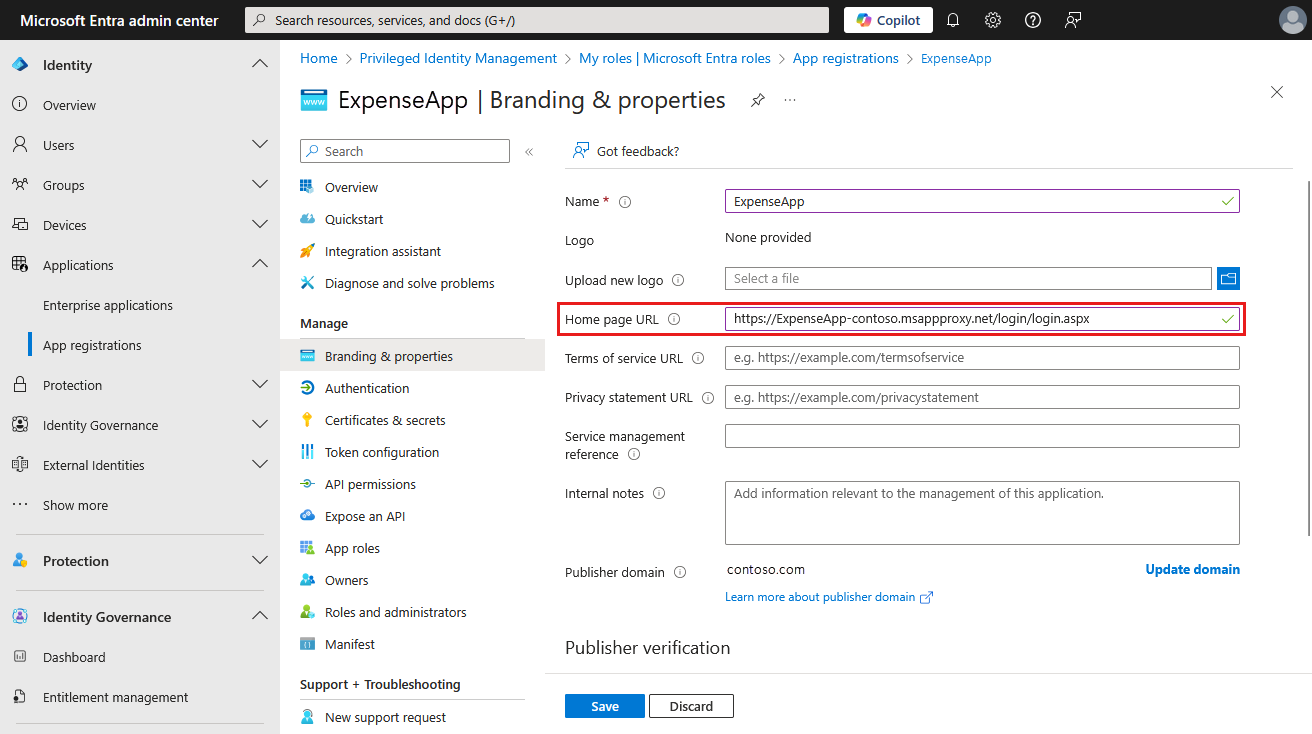 Microsoft Entra admin center
Search resources, services, and docs (G+/)
Copilot
Identity
Overview
Users
Groups
Devices
Applications
Enterprise applications
App registrations
Protection
Identity Governance
External Identities
Show more
Protection
Identity Governance
Dashboard
Entitlement management
Home > Privileged Identity Management > My roles | Microsoft Entra roles > App registrations > ExpenseApp
www
ExpenseApp | Branding & properties
Search
Overview
Quickstart
Integration assistant
Diagnose and solve problems
Manage
Branding & properties
Authentication
Certificates & secrets
Token configuration
API permissions
Expose an API
App roles
Owners
Roles and administrators
Manifest
Support + Troubleshooting
New support request
Got feedback?
Name * ExpenseApp
Logo None provided
Upload new logo Select a file
Home page URL https://ExpenseApp-contoso.msappproxy.net/login/login.aspx
Terms of service URL e.g. https://example.com/termsofservice
Privacy statement URL e.g. https://example.com/privacystatement
Service management
reference
Internal notes Add information relevant to the management of this application.
Publisher domain contoso.com Update domain
Learn more about publisher domain
Publisher verification
Save Discard